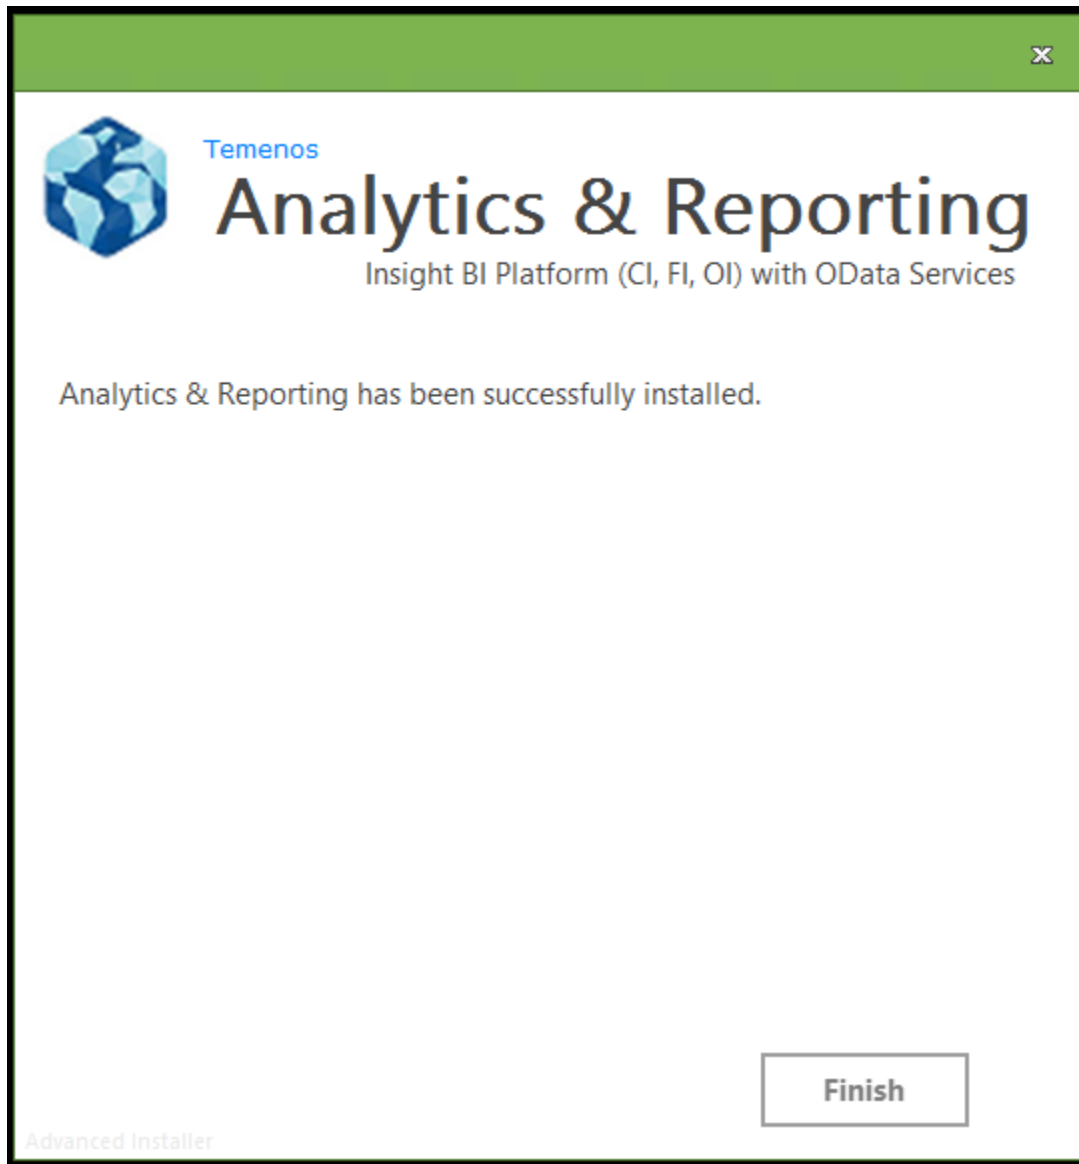 Temenos
Analytics & Reporting
Insight BI Platform (CI, FI, OI) with OData Services
Analytics & Reporting has been successfully installed.
Finish
Advanced Installer